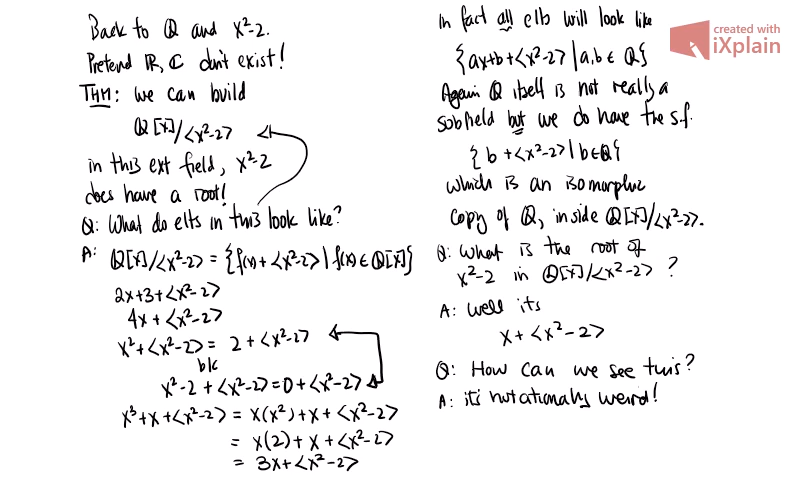 Back to ℚ and x²-2.
Pretend ℝ, ℂ don't exist!
THM: we can build
ℚ[x]/<x²-2>
in this ext field, x²-2
does have a root!
Q: What do elts in this look like?
A: ℚ[x]/<x²-2> = {f(x)+<x²-2> | f(x) ∈ ℚ[x]}
2x+3+<x²-2>
4x+<x²-2>
x²+<x²-2> = 2+<x²-2>
b/c
x²-2+<x²-2> = 0+<x²-2>
x³+x+<x²-2> = x(x²)+x+<x²-2>
= x(2)+x+<x²-2>
= 3x+<x²-2>
In fact all elts will look like
{ax+b+<x²-2> | a,b ∈ ℚ}
Again ℚ itself is not really a
subfield but we do have the s.f.
{b+<x²-2> | b∈ℚ}
which is an isomorphic
copy of ℚ, inside ℚ[x]/<x²-2>.
Q: What is the root of
x²-2 in ℚ[x]/<x²-2>?
A: Well its
x+<x²-2>
Q: How can we see this?
A: it's notationally weird!
created with
iXplain